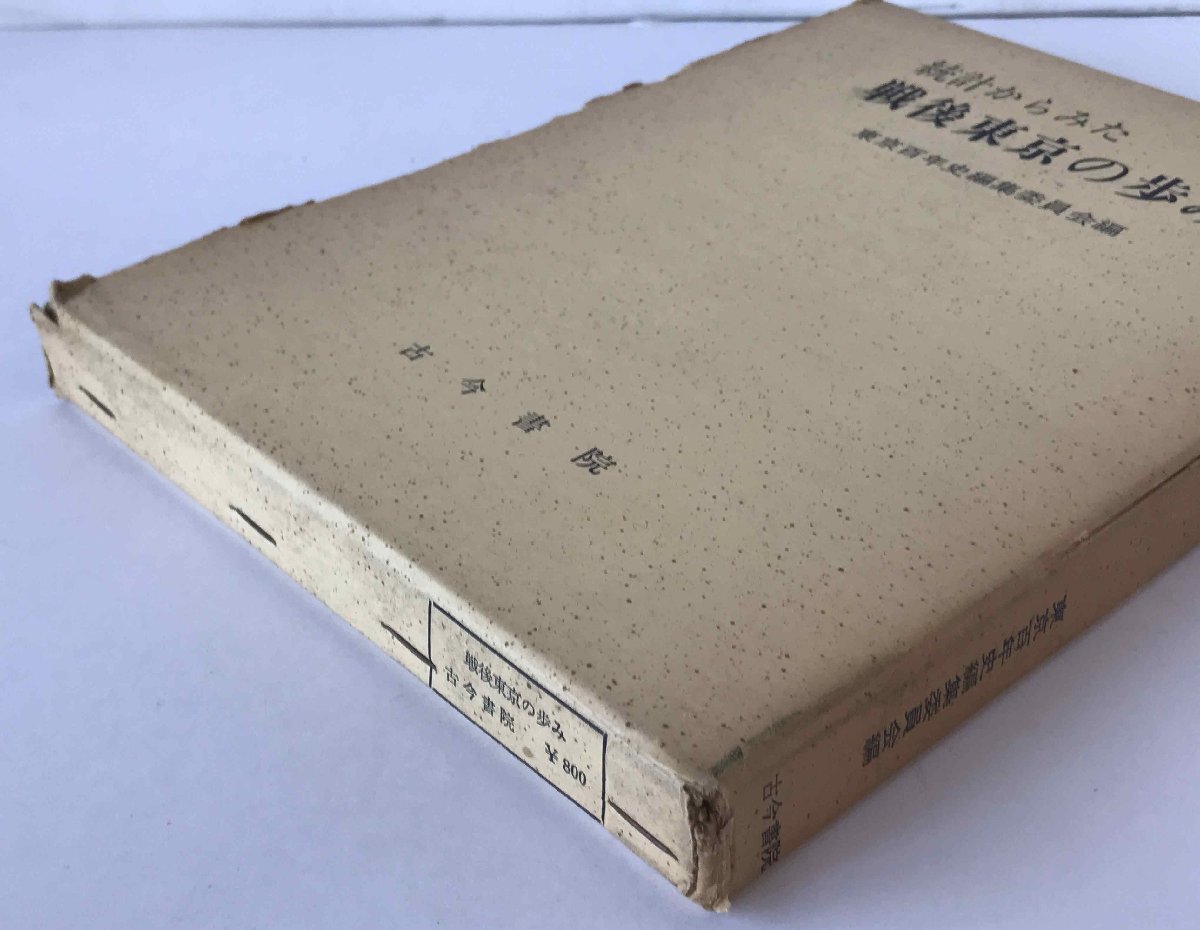 統計からみた
戦後東京の歩み
東京百年史編集委員会編
古今書院
戦後東京の歩み
古今書院 ¥800
東京百年史編集委員会編
古今書院